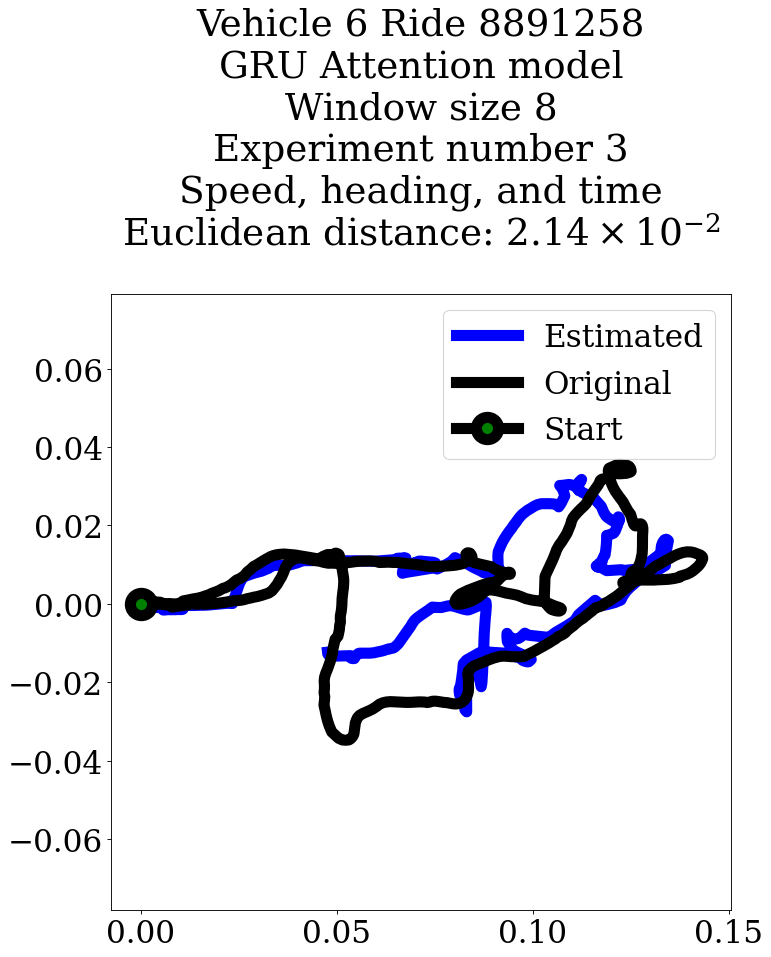 Vehicle 6 Ride 8891258
GRU Attention model
Window size 8
Experiment number 3
Speed, heading, and time
Euclidean distance: 2.14 × 10⁻²
Estimated
Original
Start
0.06
0.04
0.02
0.00
−0.02
−0.04
−0.06
0.00 0.05 0.10 0.15